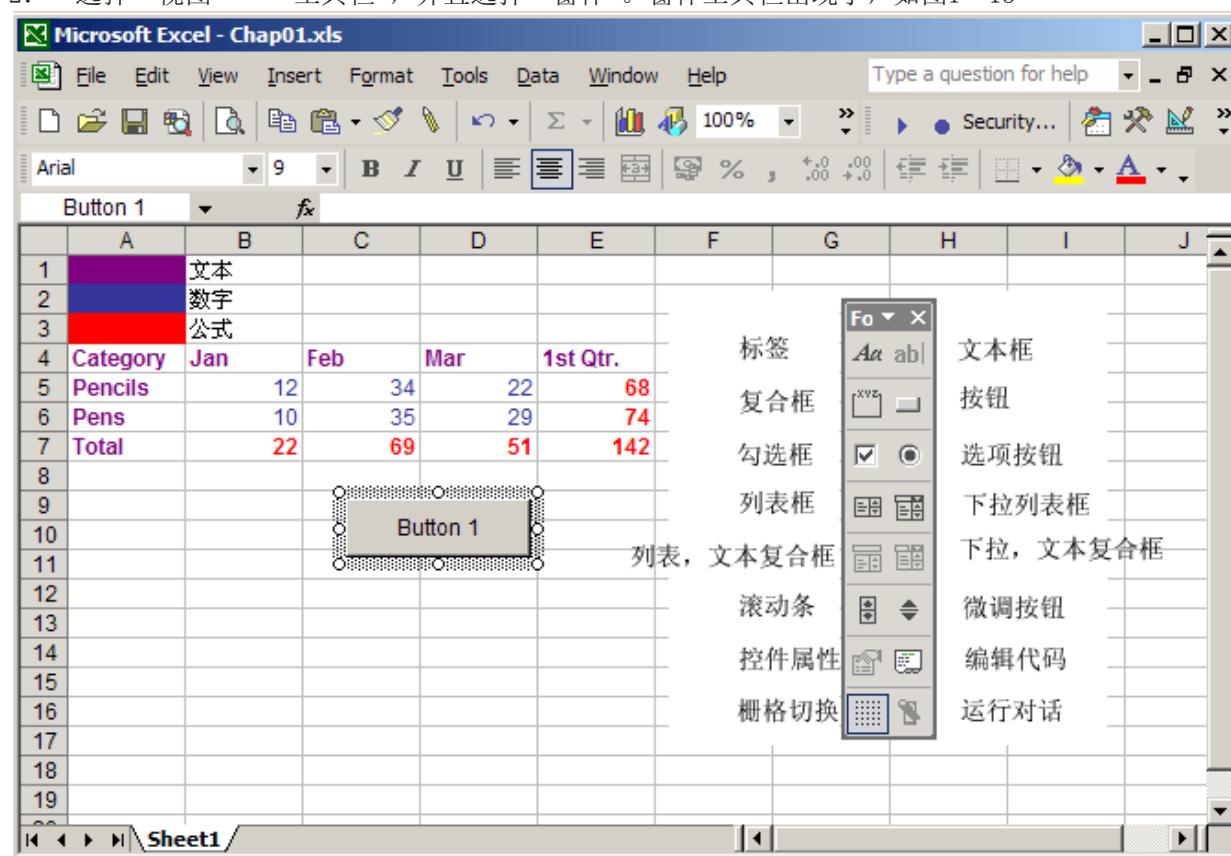 Microsoft Excel - Chap01.xls
File Edit View Insert Format Tools Data Window Help Type a question for help
100% Security...
Arial 9 B I U
Button 1 fx
A B C D E F G H I J
1 文本
2 数字
3 公式
4 Category Jan Feb Mar 1st Qtr.
5 Pencils 12 34 22 68
6 Pens 10 35 29 74
7 Total 22 69 51 142
8
9
10
11
12
13
14
15
16
17
18
19
Button 1
Fo
标签 Aa ab| 文本框
复合框 xyz 按钮
勾选框 选项按钮
列表框 下拉列表框
列表，文本复合框 下拉，文本复合框
滚动条 微调按钮
控件属性 编辑代码
栅格切换 运行对话
Sheet1